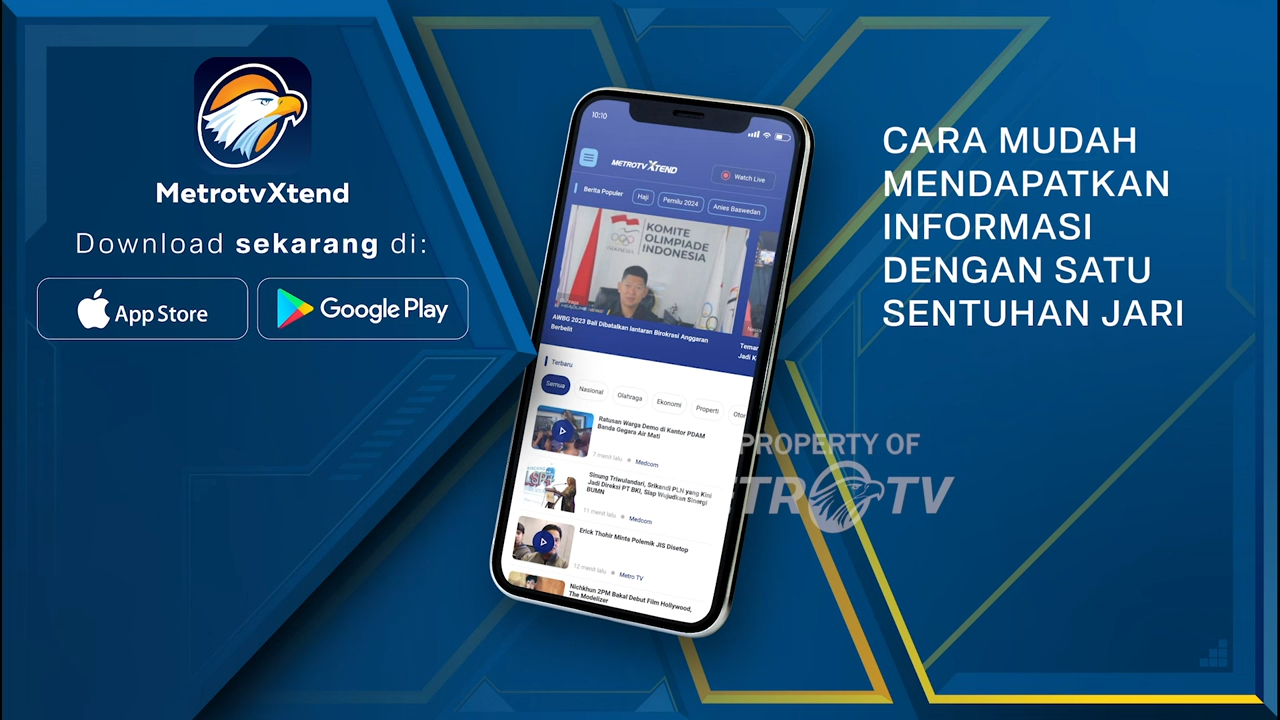 MetrotvXtend
Download sekarang di:
App Store
Google Play
10:10
METROTV XTEND
Watch Live
Berita Populer
Haji
Pemilu 2024
Anies Baswedan
KOMITE
OLIMPIADE
INDONESIA
AWBG 2023 Bali Dibatalkan lantaran Birokrasi Anggaran
Berbelit
Temar
Jadi K
Terbaru
Semua
Nasional
Olahraga
Ekonomi
Properti
Otor
Ratusan Warga Demo di Kantor PDAM
Banda Gegara Air Mati
7 menit lalu
Medcom
Sinung Triwulandari, Srikandi PLN yang Kini
Jadi Direksi PT BKI, Siap Wujudkan Sinergi
BUMN
11 menit lalu
Medcom
Erick Thohir Minta Polemik JIS Disetop
12 menit lalu
Metro TV
Nichkhun 2PM Bakal Debut Film Hollywood,
The Modelizer
CARA MUDAH
MENDAPATKAN
INFORMASI
DENGAN SATU
SENTUHAN JARI
PROPERTY OF
TRO TV